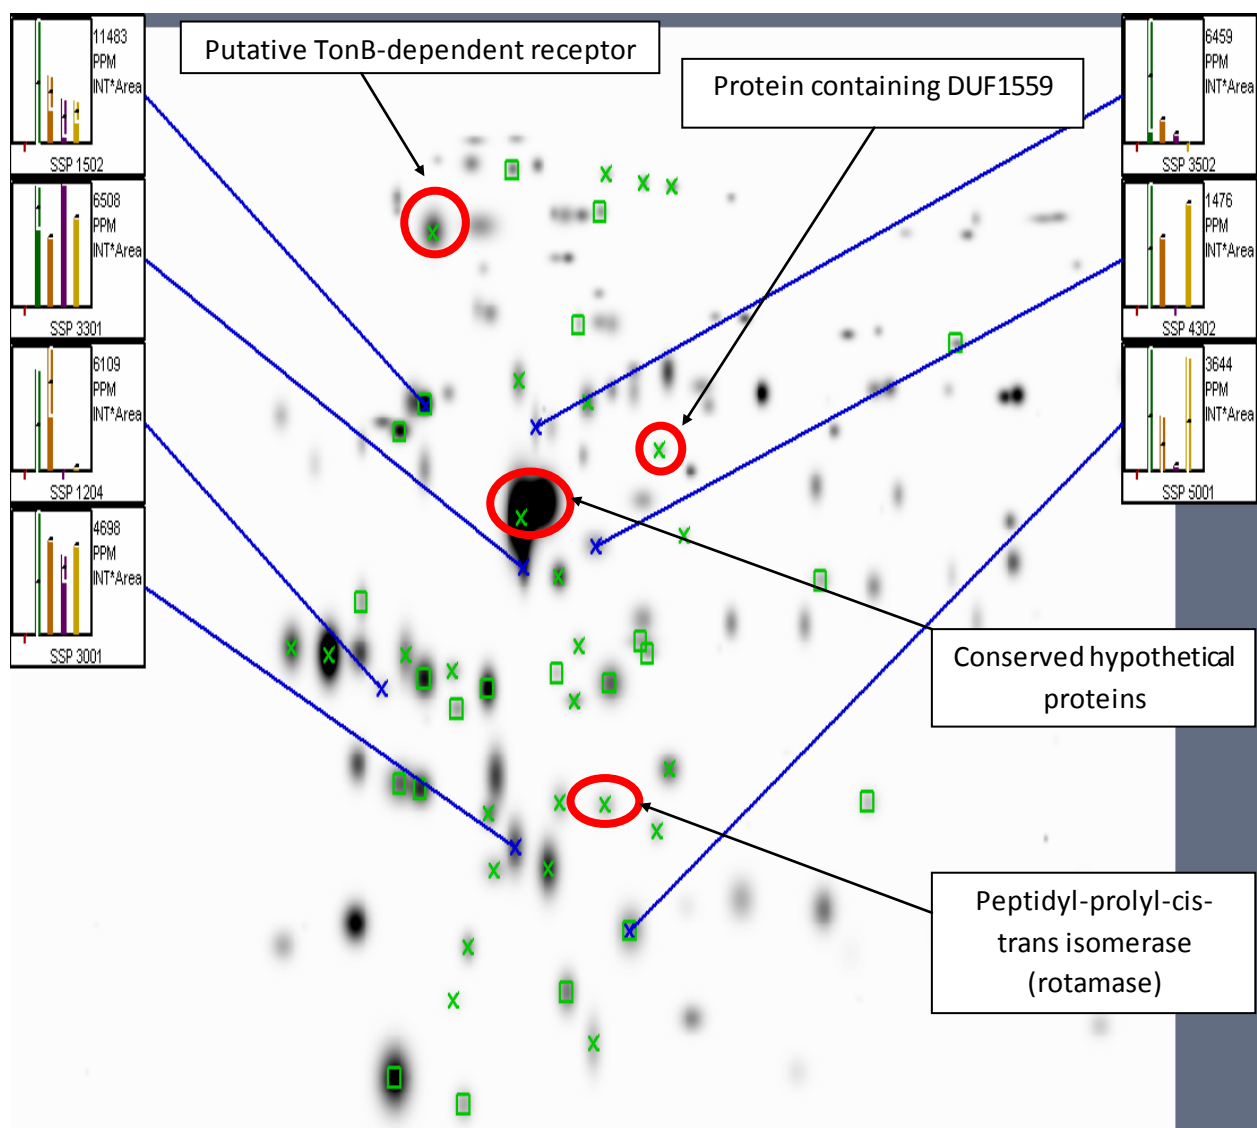 11483
PPM
INT*Area
SSP 1502
6508
PPM
INT*Area
SSP 3301
6109
PPM
INT*Area
SSP 1204
4698
PPM
INT*Area
SSP 3001
Putative TonB-dependent receptor
Protein containing DUF1559
6459
PPM
INT*Area
SSP 3502
1476
PPM
INT*Area
SSP 4302
3644
PPM
INT*Area
SSP 5001
Conserved hypothetical
proteins
Peptidyl-prolyl-cis-
trans isomerase
(rotamase)